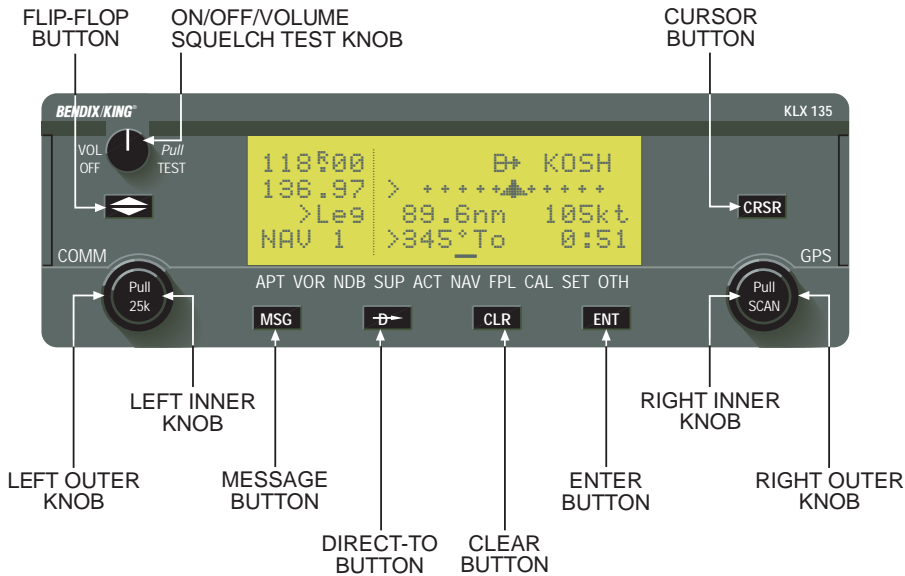 FLIP-FLOP
BUTTON
ON/OFF/VOLUME
SQUELCH TEST KNOB
CURSOR
BUTTON
BENDIX/KING®
KLX 135
VOL
OFF
Pull
TEST
118R.00
D→ KOSH
136.97
> + + + + + + + + + +
>Leg
89.6nm
105kt
CRSR
NAV 1
>345°To
0:51
COMM
GPS
APT VOR NDB SUP ACT NAV FPL CAL SET OTH
Pull
25k
MSG
D
CLR
ENT
Pull
SCAN
LEFT INNER
KNOB
RIGHT INNER
KNOB
LEFT OUTER
KNOB
MESSAGE
BUTTON
ENTER
BUTTON
RIGHT OUTER
KNOB
DIRECT-TO
BUTTON
CLEAR
BUTTON